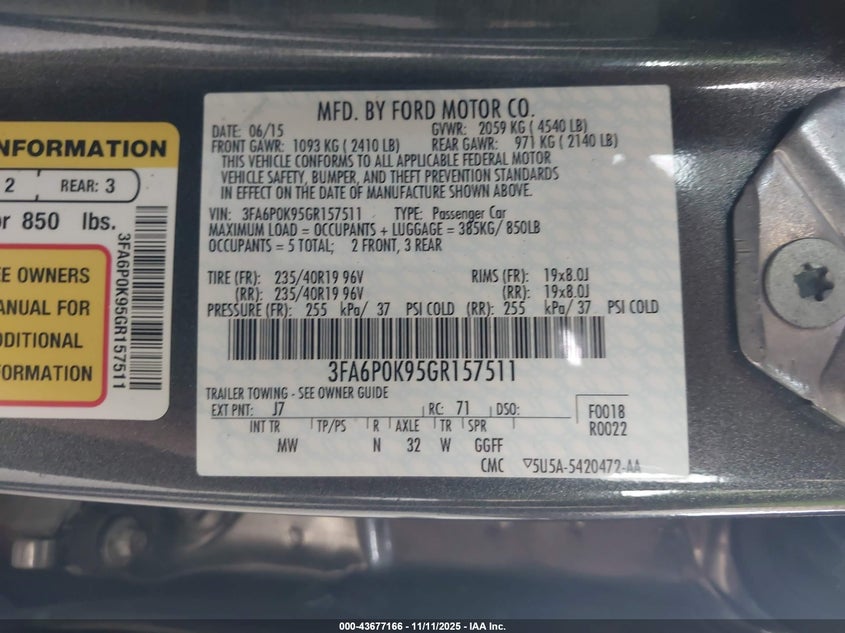 NFORMATION
2
REAR: 3
or 850 lbs.
EE OWNERS
ANUAL FOR
DDITIONAL
FORMATION
3FA6P0K95GR157511
MFD. BY FORD MOTOR CO.
DATE: 06/15 GVWR: 2059 KG ( 4540 LB)
FRONT GAWR: 1093 KG ( 2410 LB) REAR GAWR: 971 KG ( 2140 LB)
THIS VEHICLE CONFORMS TO ALL APPLICABLE FEDERAL MOTOR
VEHICLE SAFETY, BUMPER, AND THEFT PREVENTION STANDARDS
IN EFFECT ON THE DATE OF MANUFACTURE SHOWN ABOVE.
VIN: 3FA6P0K95GR157511 TYPE: Passenger Car
MAXIMUM LOAD = OCCUPANTS + LUGGAGE = 385KG/ 850LB
OCCUPANTS = 5 TOTAL; 2 FRONT, 3 REAR
TIRE (FR): 235/40R19 96V RIMS (FR): 19x8.0J
(RR): 235/40R19 96V (RR): 19x8.0J
PRESSURE (FR): 255 kPa/ 37 PSI COLD (RR): 255 kPa/ 37 PSI COLD
3FA6P0K95GR157511
TRAILER TOWING - SEE OWNER GUIDE
EXT PNT: J7 RC: 71 DSO: F0018
R0022
INT TR TP/PS R AXLE TR SPR
MW N 32 W GGFF
CMC ▽5U5A-5420472-AA
000-43677166 - 11/11/2025 - IAA Inc.